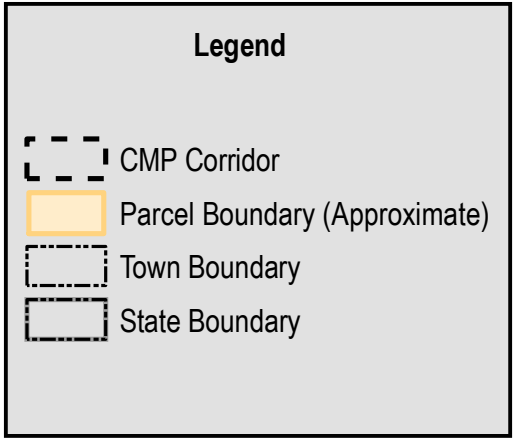 Legend
CMP Corridor
Parcel Boundary (Approximate)
Town Boundary
State Boundary